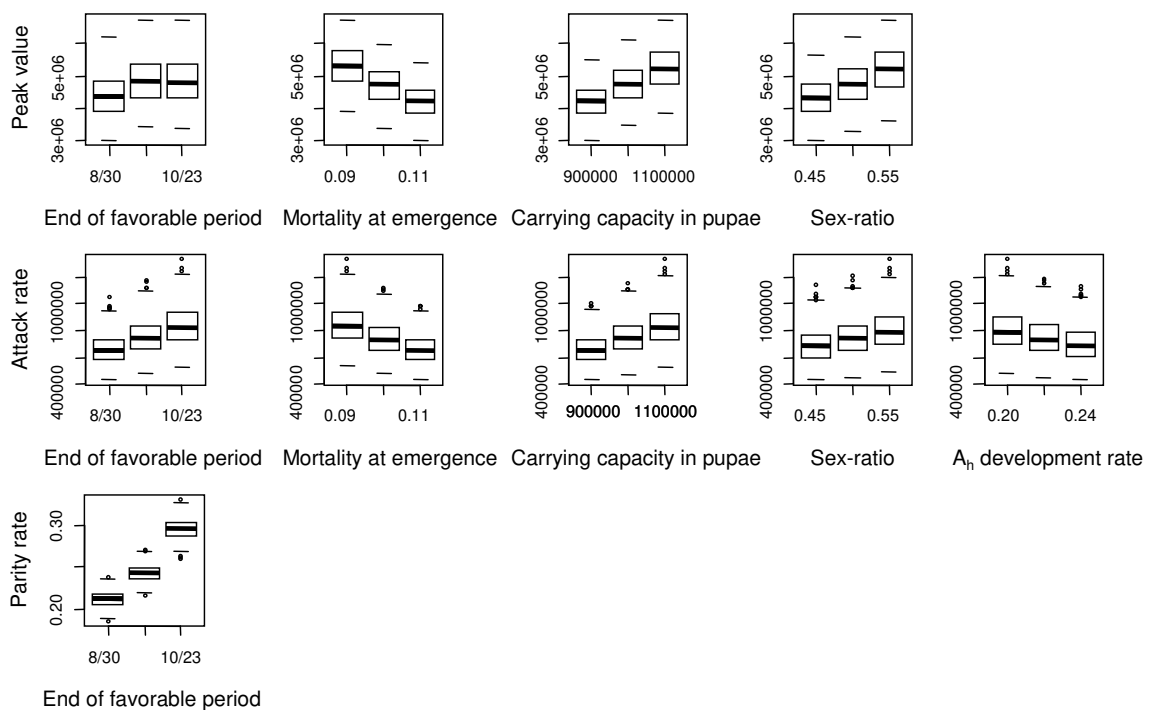 Peak value
3e+06 5e+06
3e+06 5e+06
3e+06 5e+06
3e+06 5e+06
8/30 10/23
0.09 0.11
900000 1100000
0.45 0.55
End of favorable period
Mortality at emergence
Carrying capacity in pupae
Sex-ratio
Attack rate
400000 1000000
400000 1000000
400000 1000000
400000 1000000
400000 1000000
8/30 10/23
0.09 0.11
900000 1100000
0.45 0.55
0.20 0.24
End of favorable period
Mortality at emergence
Carrying capacity in pupae
Sex-ratio
Aₕ development rate
Parity rate
0.20 0.30
8/30 10/23
End of favorable period